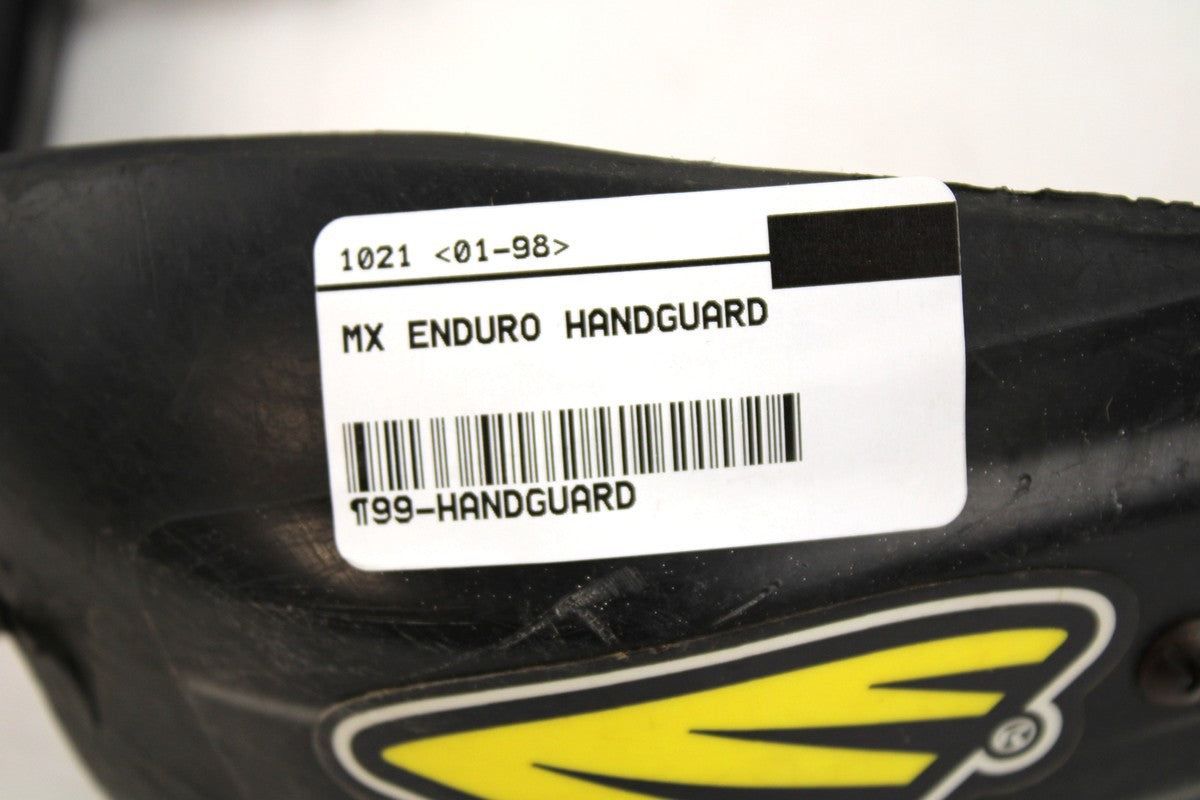 1021 <01-98>
MX ENDURO HANDGUARD
¶99-HANDGUARD
®